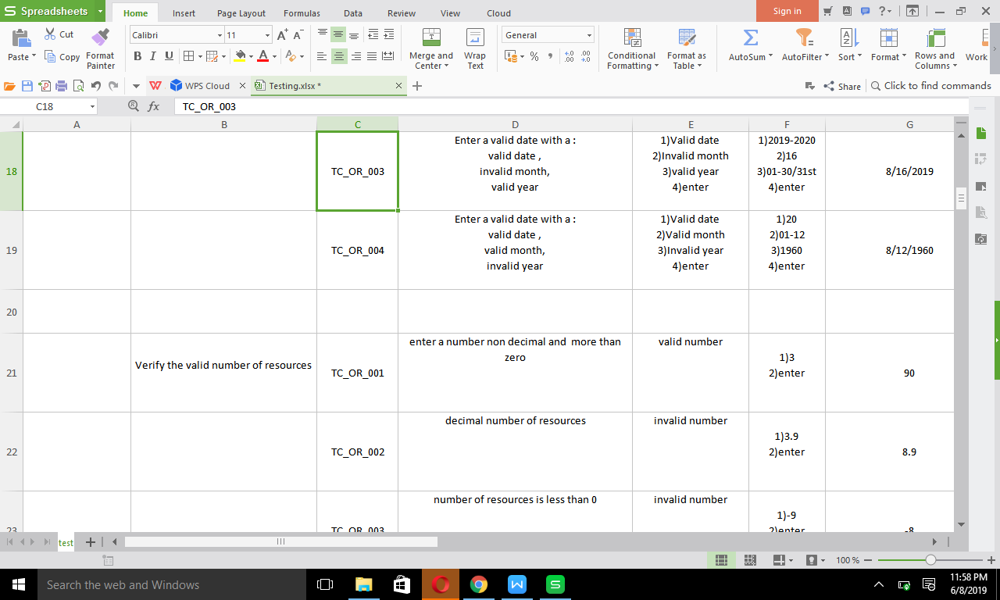 Spreadsheets Home Insert Page Layout Formulas Data Review View Cloud Sign in
Paste Cut Copy Format Painter Calibri 11 General Merge and Center Wrap Text Conditional Formatting Format as Table AutoSum AutoFilter Sort Format Rows and Columns Work
B I U
WPS Cloud Testing.xlsx * Share Click to find commands
C18 fx TC_OR_003
A B C D E F G
18
TC_OR_003
Enter a valid date with a :
valid date ,
invalid month,
valid year
1)Valid date
2)Invalid month
3)valid year
4)enter
1)2019-2020
2)16
3)01-30/31st
4)enter
8/16/2019
19
TC_OR_004
Enter a valid date with a :
valid date ,
valid month,
invalid year
1)Valid date
2)Valid month
3)Invalid year
4)enter
1)20
2)01-12
3)1960
4)enter
8/12/1960
20
21
Verify the valid number of resources
TC_OR_001
enter a number non decimal and  more than
zero
valid number
1)3
2)enter
90
22
TC_OR_002
decimal number of resources
invalid number
1)3.9
2)enter
8.9
23
TC_OR_003
number of resources is less than 0
invalid number
1)-9
2)enter
-8
test
100 %
Search the web and Windows
11:58 PM
6/8/2019